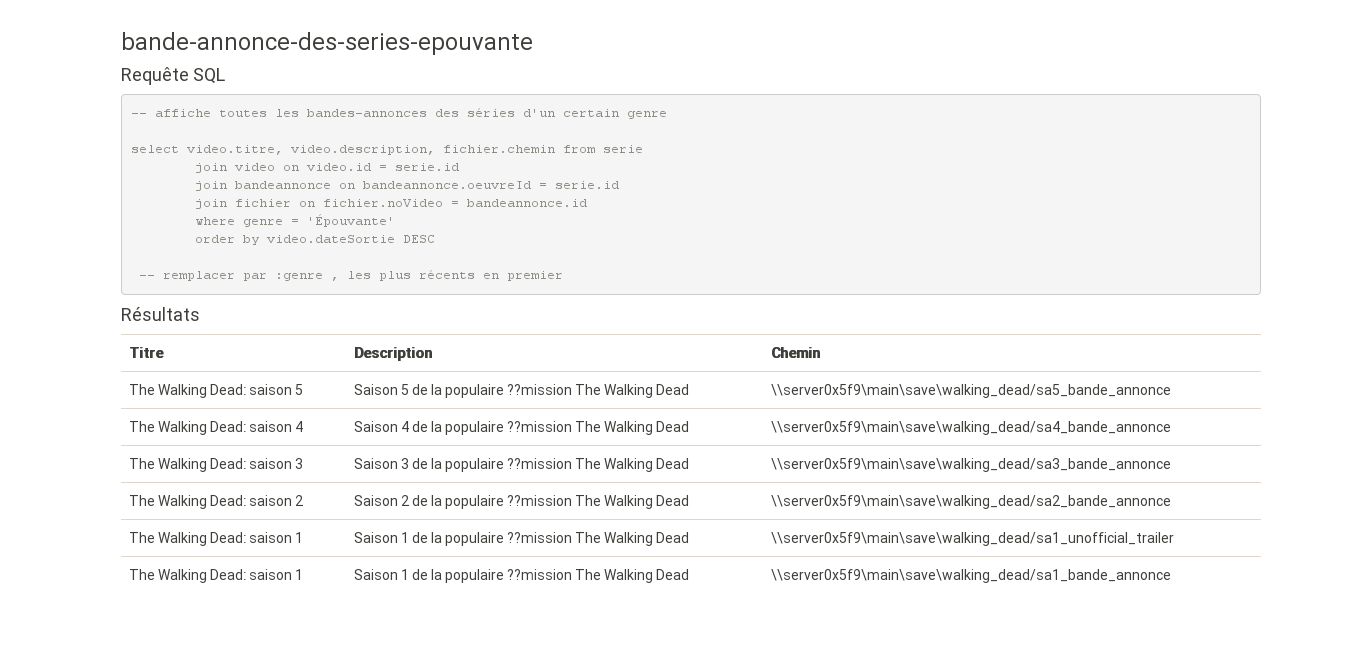 bande-annonce-des-series-epouvante
Requête SQL
-- affiche toutes les bandes-annonces des séries d'un certain genre
select video.titre, video.description, fichier.chemin from serie
join video on video.id = serie.id
join bandeannonce on bandeannonce.oeuvreId = serie.id
join fichier on fichier.noVideo = bandeannonce.id
where genre = 'Épouvante'
order by video.dateSortie DESC
-- remplacer par :genre , les plus récents en premier
Résultats
Titre Description Chemin
The Walking Dead: saison 5 Saison 5 de la populaire ??mission The Walking Dead \\server0x5f9\main\save\walking_dead/sa5_bande_annonce
The Walking Dead: saison 4 Saison 4 de la populaire ??mission The Walking Dead \\server0x5f9\main\save\walking_dead/sa4_bande_annonce
The Walking Dead: saison 3 Saison 3 de la populaire ??mission The Walking Dead \\server0x5f9\main\save\walking_dead/sa3_bande_annonce
The Walking Dead: saison 2 Saison 2 de la populaire ??mission The Walking Dead \\server0x5f9\main\save\walking_dead/sa2_bande_annonce
The Walking Dead: saison 1 Saison 1 de la populaire ??mission The Walking Dead \\server0x5f9\main\save\walking_dead/sa1_unofficial_trailer
The Walking Dead: saison 1 Saison 1 de la populaire ??mission The Walking Dead \\server0x5f9\main\save\walking_dead/sa1_bande_annonce